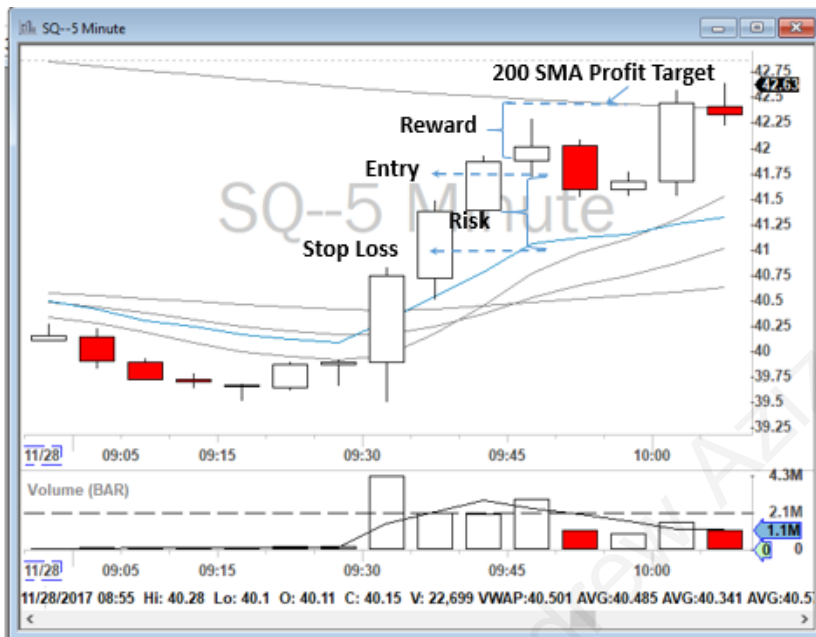 SQ--5 Minute
200 SMA Profit Target
Reward
Entry
SQ--5 Minute
Risk
Stop Loss
42.75
42.63
42.5
42.25
42
41.75
41.5
41.25
41
40.75
40.5
40.25
40
39.75
39.5
39.25
11/28 09:05 09:15 09:30 09:45 10:00
Volume (BAR)
4.3M
2.1M
1.1M
0 0
11/28 09:05 09:15 09:30 09:45 10:00
11/28/2017 08:55 Hi: 40.28 Lo: 40.1 O: 40.11 C: 40.15 V: 22,699 VWAP:40.501 AVG:40.485 AVG:40.341 AVG:40.5